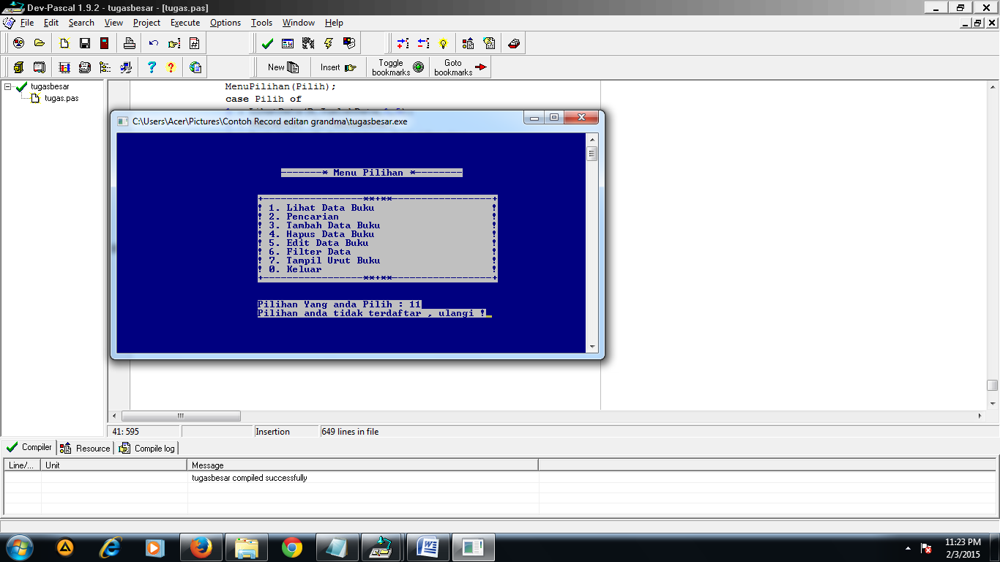 Dev-Pascal 1.9.2 - tugasbesar - [tugas.pas]
File Edit Search View Project Execute Options Tools Window Help
New Insert Toggle bookmarks Goto bookmarks
tugasbesar
tugas.pas
MenuPilihan(Pilih);
case Pilih of
C:\Users\Acer\Pictures\Contoh Record editan grandma\tugasbesar.exe
-------* Menu Pilihan *--------
+-----------------**+**-----------------+
! 1. Lihat Data Buku !
! 2. Pencarian !
! 3. Tambah Data Buku !
! 4. Hapus Data Buku !
! 5. Edit Data Buku !
! 6. Filter Data !
! 7. Tampil Urut Buku !
! 0. Keluar !
+-----------------**+**-----------------+
Pilihan Yang anda Pilih : 11
Pilihan anda tidak terdaftar , ulangi !_
41: 595 Insertion 649 lines in file
Compiler Resource Compile log
Line/... Unit Message
tugasbesar compiled successfully
11:23 PM
2/3/2015